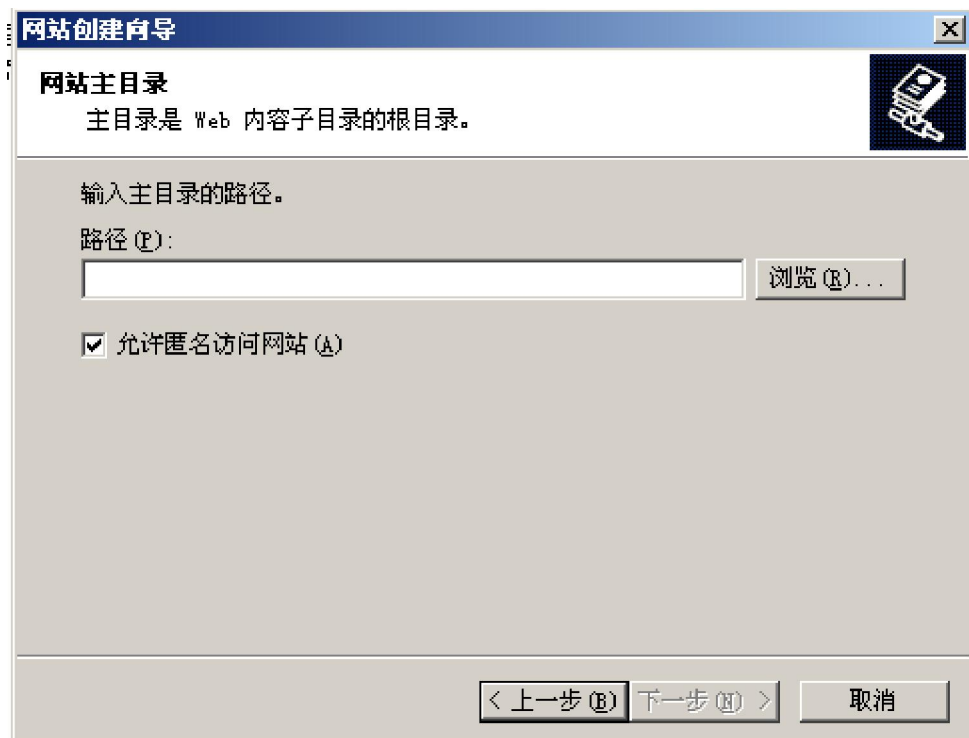 网站创建向导
网站主目录
主目录是 Web 内容子目录的根目录。
输入主目录的路径。
路径(P):
浏览(R)...
允许匿名访问网站(A)
< 上一步(B) 下一步(N) > 取消